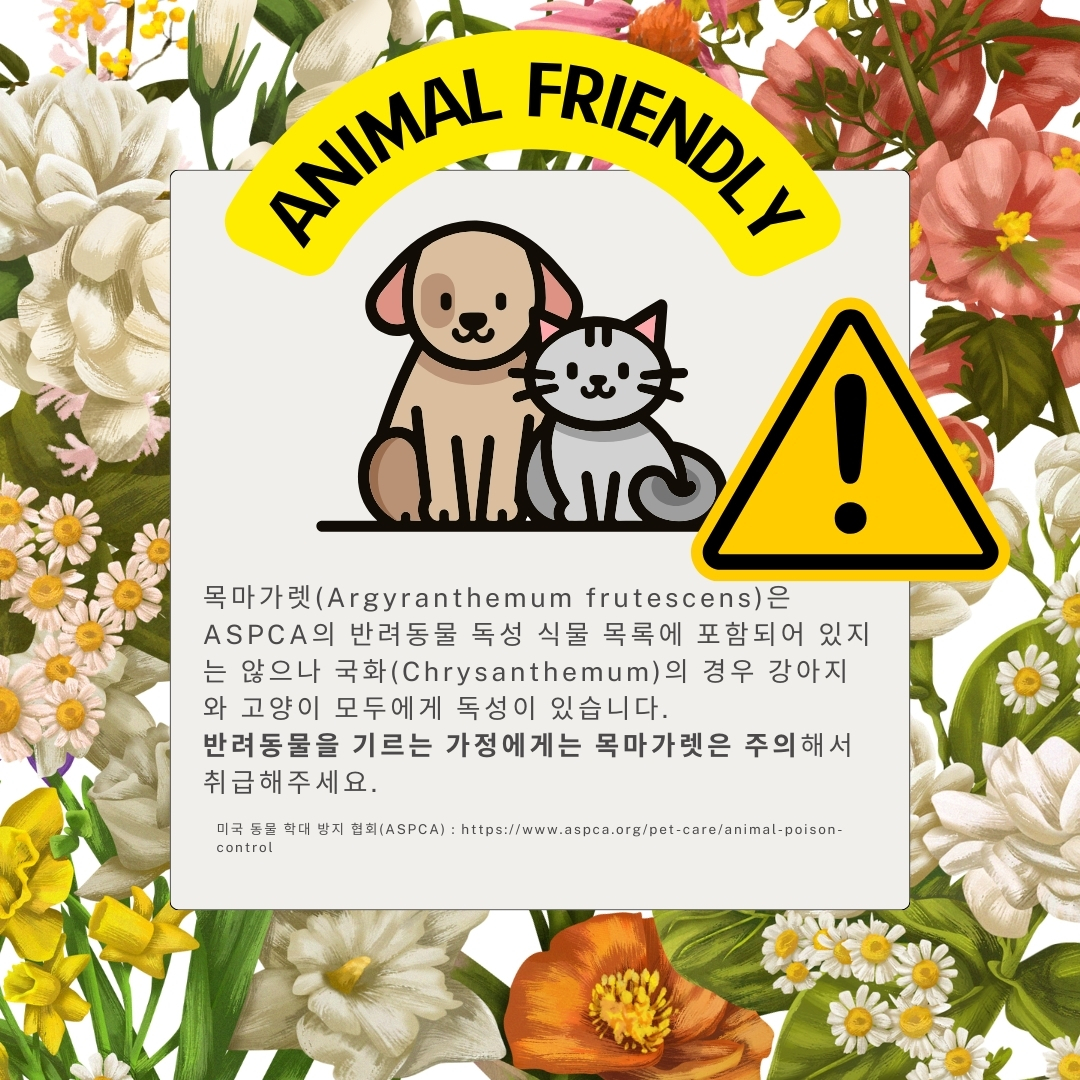 ANIMAL FRIENDLY
목마가렛(Argyranthemum frutescens)은
ASPCA의 반려동물 독성 식물 목록에 포함되어 있지
는 않으나 국화(Chrysanthemum)의 경우 강아지
와 고양이 모두에게 독성이 있습니다.
반려동물을 기르는 가정에게는 목마가렛은 주의해서
취급해주세요.
미국 동물 학대 방지 협회(ASPCA) : https://www.aspca.org/pet-care/animal-poison-
control